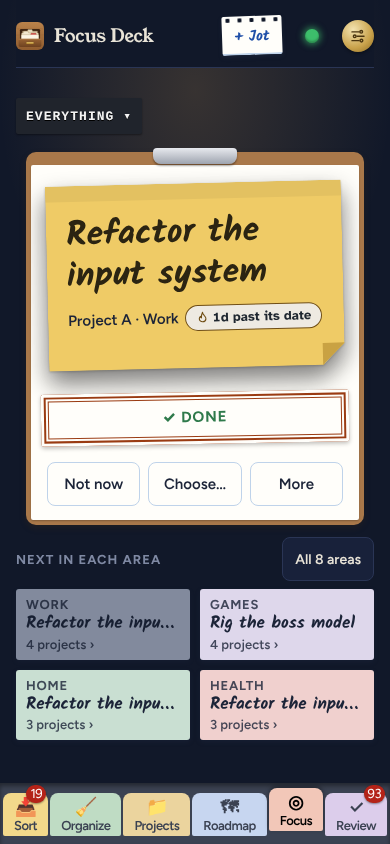 Focus Deck
+ Jot
EVERYTHING ▾
Refactor the
input system
Project A · Work
1d past its date
✓ DONE
Not now
Choose...
More
NEXT IN EACH AREA
All 8 areas
WORK
Refactor the inpu...
4 projects ›
GAMES
Rig the boss model
4 projects ›
HOME
Refactor the inpu...
3 projects ›
HEALTH
Refactor the inpu...
3 projects ›
19
Sort
Organize
Projects
Roadmap
Focus
93
Review